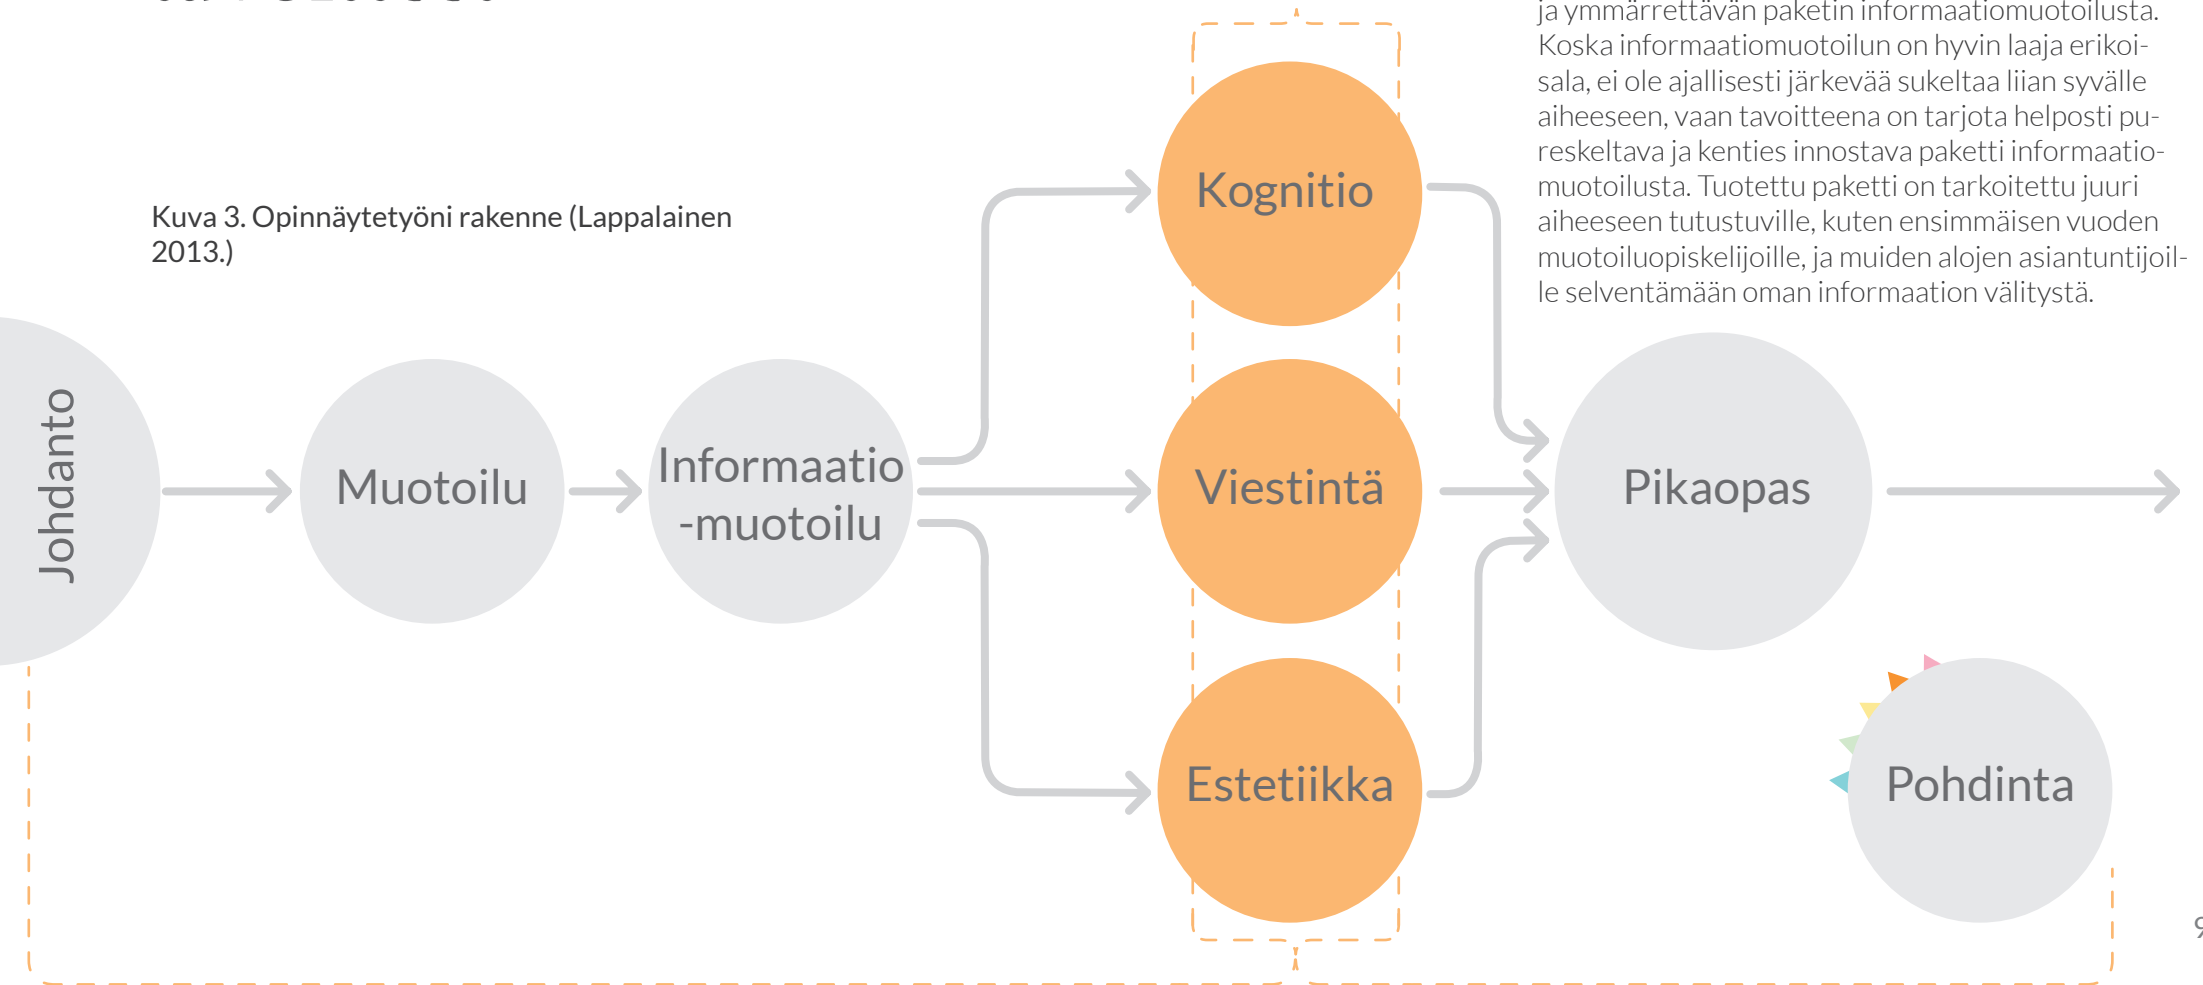 ja ymmärrettävän paketin informaatiomuotoilusta.
Koska informaatiomuotoilun on hyvin laaja erikoi-
sala, ei ole ajallisesti järkevää sukeltaa liian syvälle
aiheeseen, vaan tavoitteena on tarjota helposti pu-
reskeltava ja kenties innostava paketti informaatio-
muotoilusta. Tuotettu paketti on tarkoitettu juuri
aiheeseen tutustuville, kuten ensimmäisen vuoden
muotoiluopiskelijoille, ja muiden alojen asiantuntijoil-
le selventämään oman informaation välitystä.
Kuva 3. Opinnäytetyöni rakenne (Lappalainen
2013.)
Johdanto
Muotoilu
Informaatio
-muotoilu
Kognitio
Viestintä
Estetiikka
Pikaopas
Pohdinta